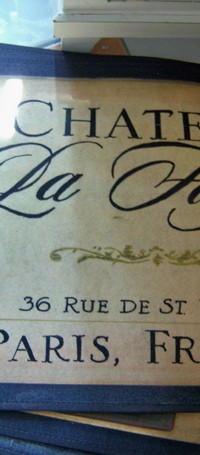 CHATE
La
36 RUE DE ST.
PARIS, FR